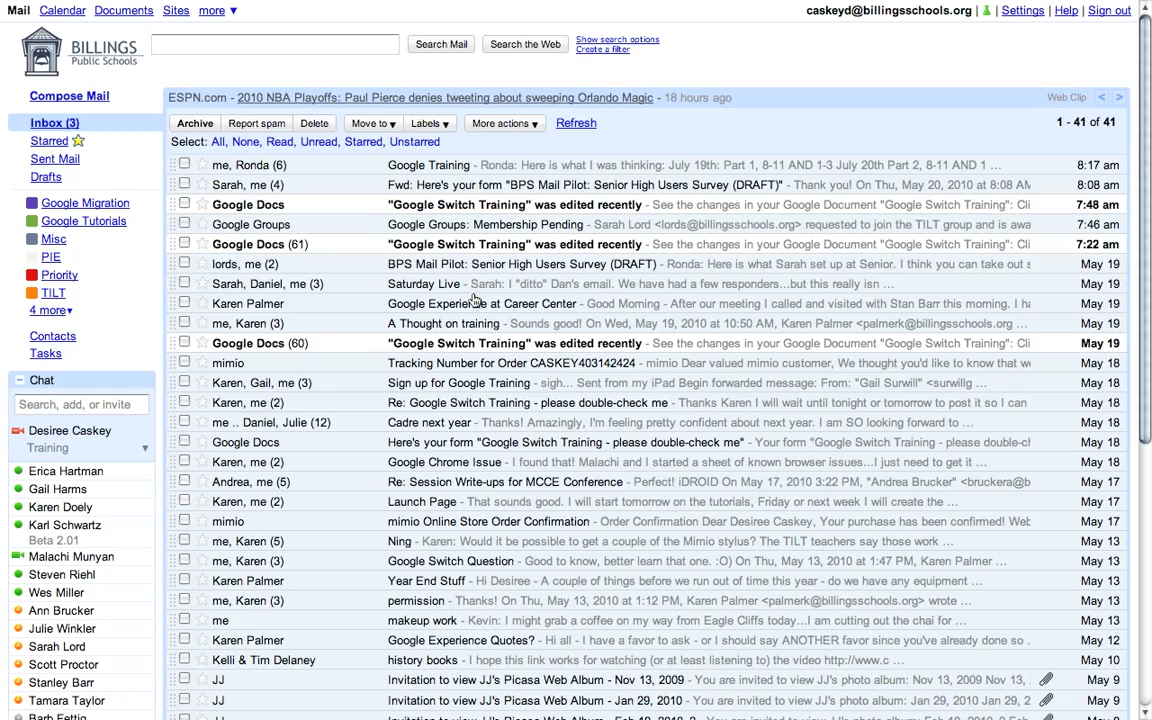 Mail Calendar Documents Sites more ▼ caskeyd@billingsschools.org | Settings | Help | Sign out
BILLINGS
Public Schools
Search Mail Search the Web Show search options
Create a filter
Compose Mail
Inbox (3)
Starred
Sent Mail
Drafts
Google Migration
Google Tutorials
Misc
PIE
Priority
TILT
4 more▼
Contacts
Tasks
Chat
Search, add, or invite
Desiree Caskey
Training
Erica Hartman
Gail Harms
Karen Doely
Karl Schwartz
Beta 2.01
Malachi Munyan
Steven Riehl
Wes Miller
Ann Brucker
Julie Winkler
Sarah Lord
Scott Proctor
Stanley Barr
Tamara Taylor
Barb Fettig
ESPN.com - 2010 NBA Playoffs: Paul Pierce denies tweeting about sweeping Orlando Magic - 18 hours ago Web Clip < >
Archive Report spam Delete Move to ▼ Labels ▼ More actions ▼ Refresh 1 - 41 of 41
Select: All, None, Read, Unread, Starred, Unstarred
me, Ronda (6) Google Training - Ronda: Here is what I was thinking: July 19th: Part 1, 8-11 AND 1-3 July 20th Part 2, 8-11 AND 1 ... 8:17 am
Sarah, me (4) Fwd: Here's your form "BPS Mail Pilot: Senior High Users Survey (DRAFT)" - Thank you! On Thu, May 20, 2010 at 8:08 AM 8:08 am
Google Docs "Google Switch Training" was edited recently - See the changes in your Google Document "Google Switch Training": Cli 7:48 am
Google Groups Google Groups: Membership Pending - Sarah Lord <lords@billingsschools.org> requested to join the TILT group and is awa 7:46 am
Google Docs (61) "Google Switch Training" was edited recently - See the changes in your Google Document "Google Switch Training": Cli 7:22 am
lords, me (2) BPS Mail Pilot: Senior High Users Survey (DRAFT) - Ronda: Here is what Sarah set up at Senior. I think you can take out s May 19
Sarah, Daniel, me (3) Saturday Live - Sarah: I "ditto" Dan's email. We have had a few responders...but this really isn ... May 19
Karen Palmer Google Experience at Career Center - Good Morning - After our meeting I called and visited with Stan Barr this morning. I ha May 19
me, Karen (3) A Thought on training - Sounds good! On Wed, May 19, 2010 at 10:50 AM, Karen Palmer <palmerk@billingsschools.org ... May 19
Google Docs (60) "Google Switch Training" was edited recently - See the changes in your Google Document "Google Switch Training": Cli May 19
mimio Tracking Number for Order CASKEY403142424 - mimio Dear valued mimio customer, We thought you'd like to know that we May 18
Karen, Gail, me (3) Sign up for Google Training - sigh... Sent from my iPad Begin forwarded message: From: "Gail Surwill" <surwillg ... May 18
Karen, me (2) Re: Google Switch Training - please double-check me - Thanks Karen I will wait until tonight or tomorrow to post it so I can May 18
me .. Daniel, Julie (12) Cadre next year - Thanks! Amazingly, I'm feeling pretty confident about next year. I am SO looking forward to ... May 18
Google Docs Here's your form "Google Switch Training - please double-check me" - Your form "Google Switch Training - please double-ch May 18
Karen, me (2) Google Chrome Issue - I found that! Malachi and I started a sheet of known browser issues...I just need to get it ... May 18
Andrea, me (5) Re: Session Write-ups for MCCE Conference - Perfect! iDROID On May 17, 2010 3:22 PM, "Andrea Brucker" <bruckera@b May 17
Karen, me (2) Launch Page - That sounds good. I will start tomorrow on the tutorials, Friday or next week I will create the ... May 17
mimio mimio Online Store Order Confirmation - Order Confirmation Dear Desiree Caskey, Your purchase has been confirmed! Web May 17
me, Karen (5) Ning - Karen: Would it be possible to get a couple of the Mimio stylus? The TILT teachers say those work ... May 13
me, Karen (3) Google Switch Question - Good to know, better learn that one. :O) On Thu, May 13, 2010 at 1:47 PM, Karen Palmer ... May 13
Karen Palmer Year End Stuff - Hi Desiree - A couple of things before we run out of time this year - do we have any equipment ... May 13
me, Karen (3) permission - Thanks! On Thu, May 13, 2010 at 1:12 PM, Karen Palmer <palmerk@billingsschools.org> wrote ... May 13
me makeup work - Kevin: I might grab a coffee on my way from Eagle Cliffs today...I am cutting out the chai for ... May 13
Karen Palmer Google Experience Quotes? - Hi all - I have a favor to ask - or I should say ANOTHER favor since you've already done so . May 12
Kelli & Tim Delaney history books - I hope this link works for watching (or at least listening to) the video http://www.c ... May 10
JJ Invitation to view JJ's Picasa Web Album - Nov 13, 2009 - You are invited to view JJ's photo album: Nov 13, 2009 Nov 13, . May 9
JJ Invitation to view JJ's Picasa Web Album - Jan 29, 2010 - You are invited to view JJ's photo album: Jan 29, 2010 Jan 29, . May 9